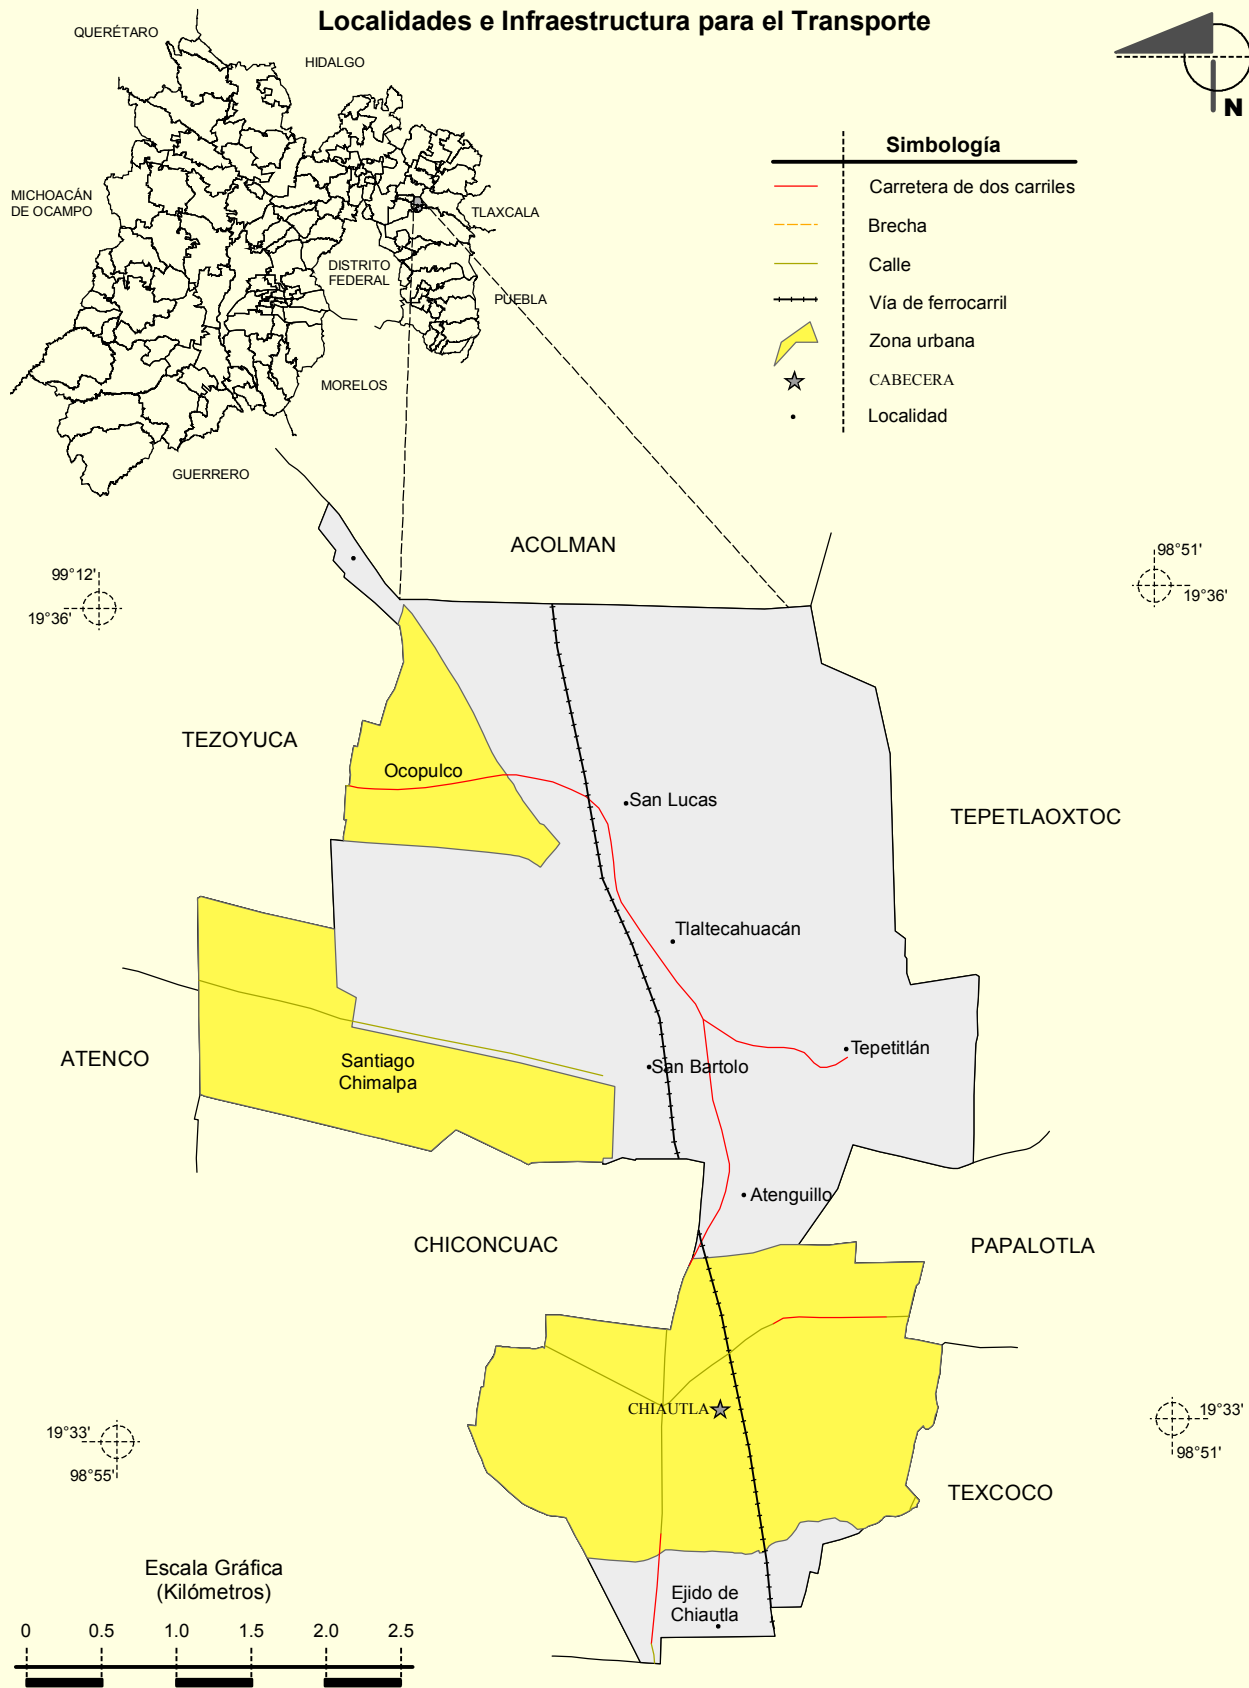 Localidades e Infraestructura para el Transporte
QUERÉTARO
HIDALGO
MICHOACÁN
DE OCAMPO
TLAXCALA
DISTRITO
FEDERAL
PUEBLA
MORELOS
GUERRERO
N
Simbología
Carretera de dos carriles
Brecha
Calle
Vía de ferrocarril
Zona urbana
CABECERA
Localidad
ACOLMAN
99°12'
19°36'
98°51'
19°36'
TEZOYUCA
Ocopulco
San Lucas
TEPETLAOXTOC
Tlaltecahuacán
ATENCO
Santiago
Chimalpa
San Bartolo
Tepetitlán
Atenguillo
CHICONCUAC
PAPALOTLA
CHIAUTLA
19°33'
98°55'
19°33'
98°51'
TEXCOCO
Ejido de
Chiautla
Escala Gráfica
(Kilómetros)
0 0.5 1.0 1.5 2.0 2.5